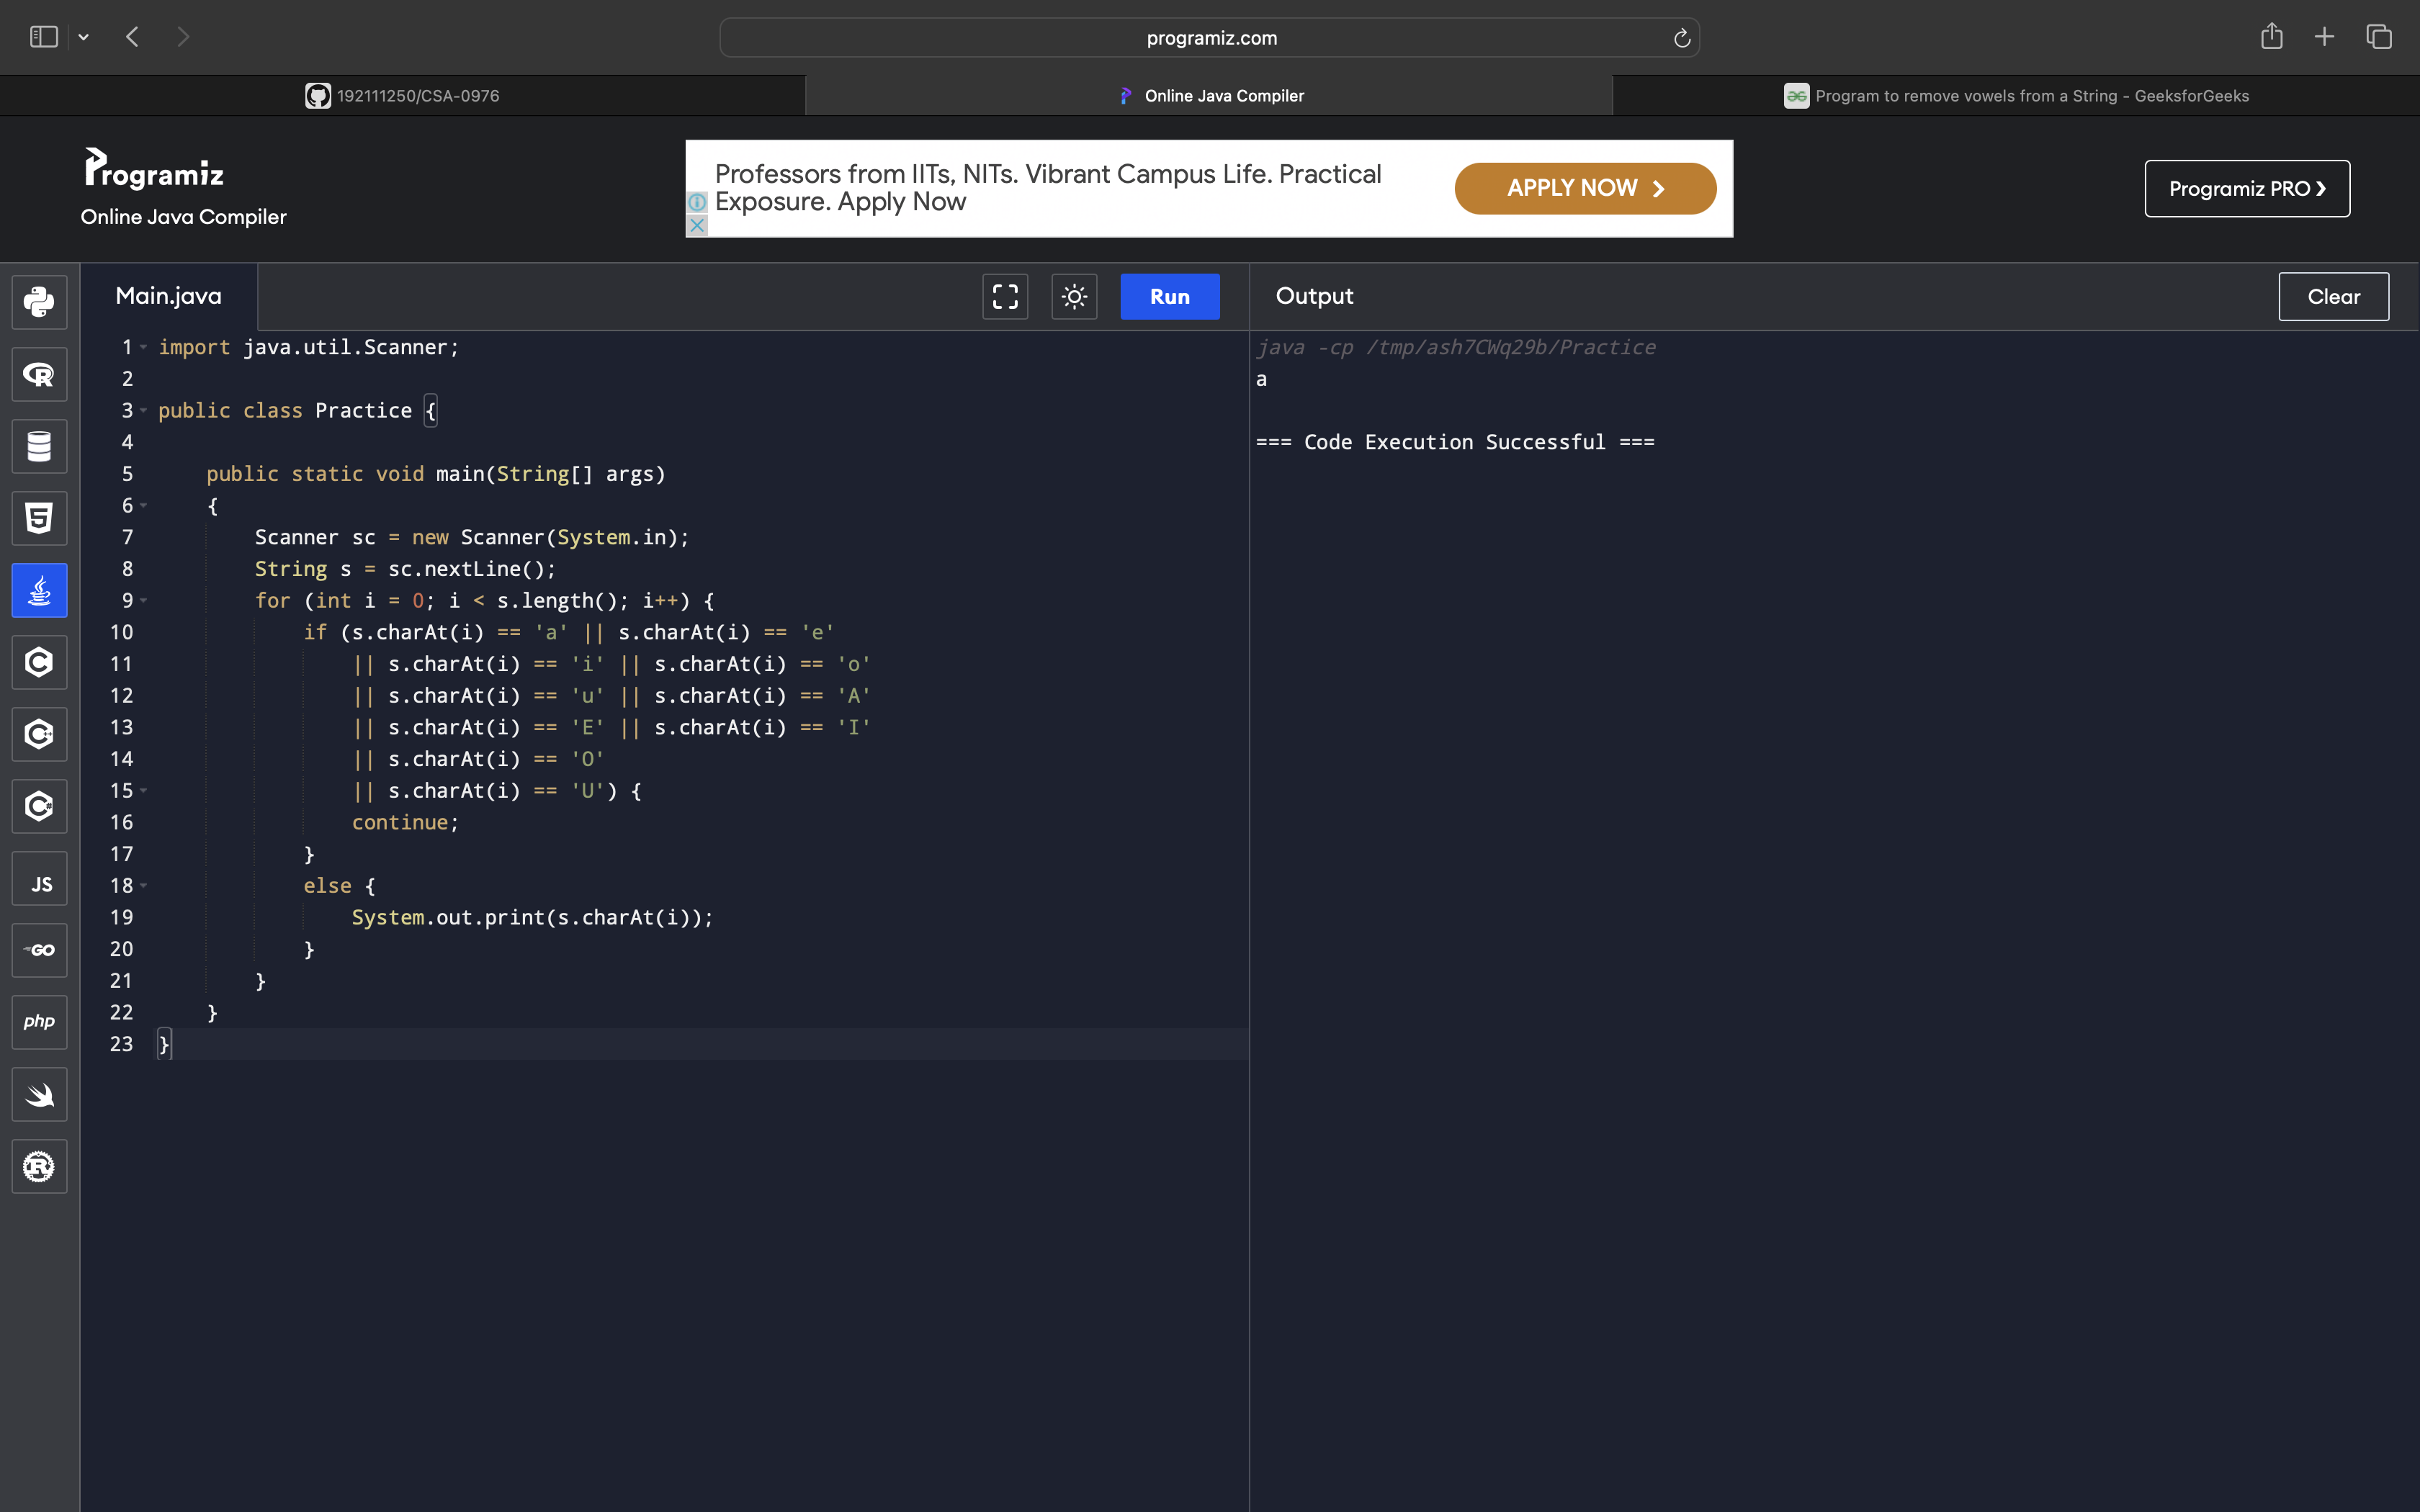 programiz.com
192111250/CSA-0976
Online Java Compiler
Program to remove vowels from a String - GeeksforGeeks
Programiz
Online Java Compiler
Professors from IITs, NITs. Vibrant Campus Life. Practical
Exposure. Apply Now
APPLY NOW
Programiz PRO ❯
Main.java
Run
Output
Clear
1 import java.util.Scanner;
2
3 public class Practice {
4
5     public static void main(String[] args)
6     {
7         Scanner sc = new Scanner(System.in);
8         String s = sc.nextLine();
9         for (int i = 0; i < s.length(); i++) {
10             if (s.charAt(i) == 'a' || s.charAt(i) == 'e'
11                 || s.charAt(i) == 'i' || s.charAt(i) == 'o'
12                 || s.charAt(i) == 'u' || s.charAt(i) == 'A'
13                 || s.charAt(i) == 'E' || s.charAt(i) == 'I'
14                 || s.charAt(i) == 'O'
15                 || s.charAt(i) == 'U') {
16                 continue;
17             }
18             else {
19                 System.out.print(s.charAt(i));
20             }
21         }
22     }
23 }
java -cp /tmp/ash7CWq29b/Practice
a
=== Code Execution Successful ===
R
5
C
C++
C#
JS
GO
php
R